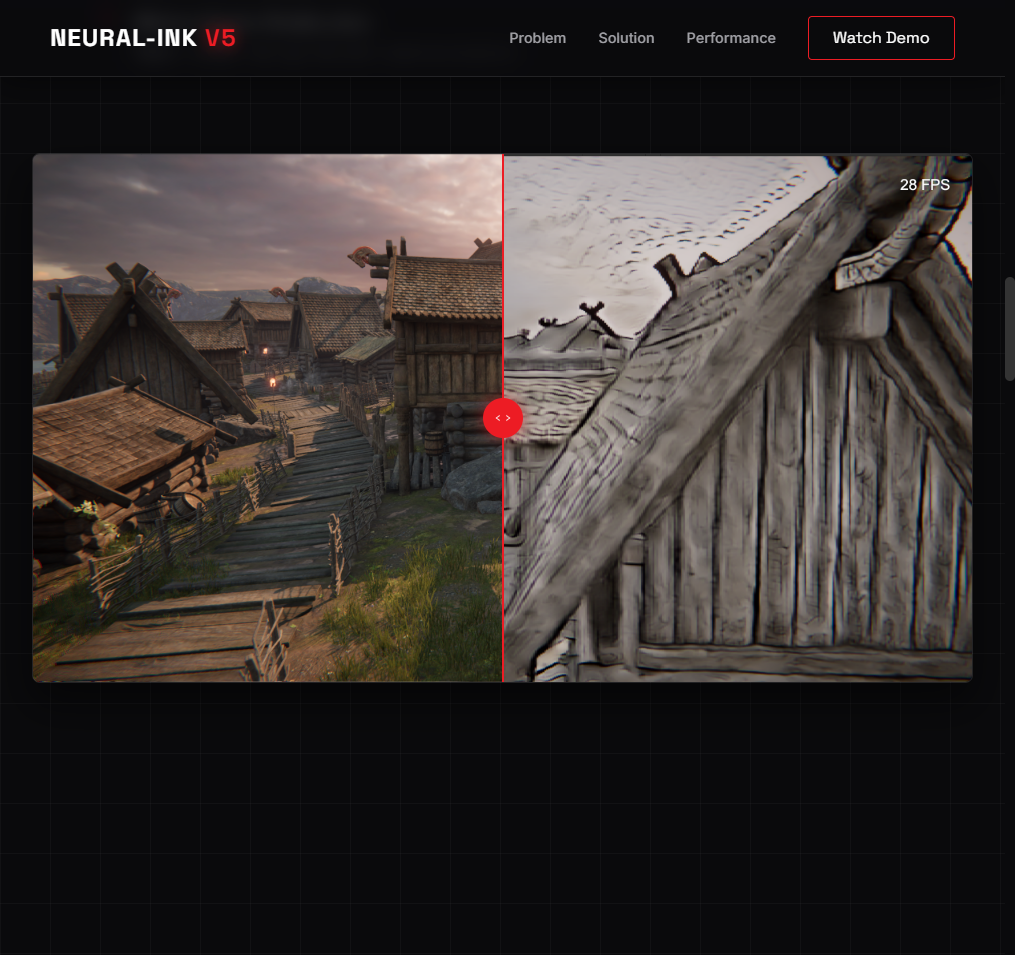 NEURAL-INK V5
Problem
Solution
Performance
Watch Demo
28 FPS